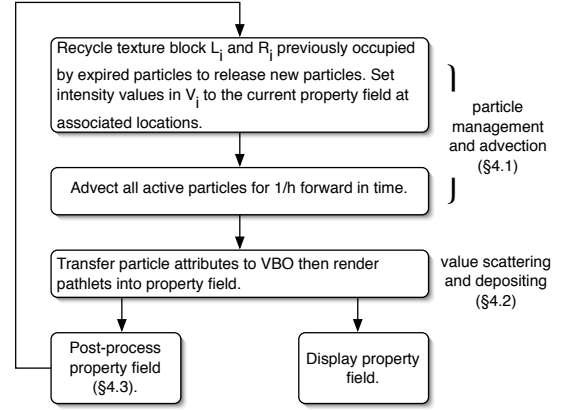 Recycle texture block Li and Ri previously occupied
by expired particles to release new particles. Set
intensity values in Vi to the current property field at
associated locations.
particle
management
and advection
(§4.1)
Advect all active particles for 1/h forward in time.
Transfer particle attributes to VBO then render
pathlets into property field.
value scattering
and depositing
(§4.2)
Post-process
property field
(§4.3).
Display property
field.